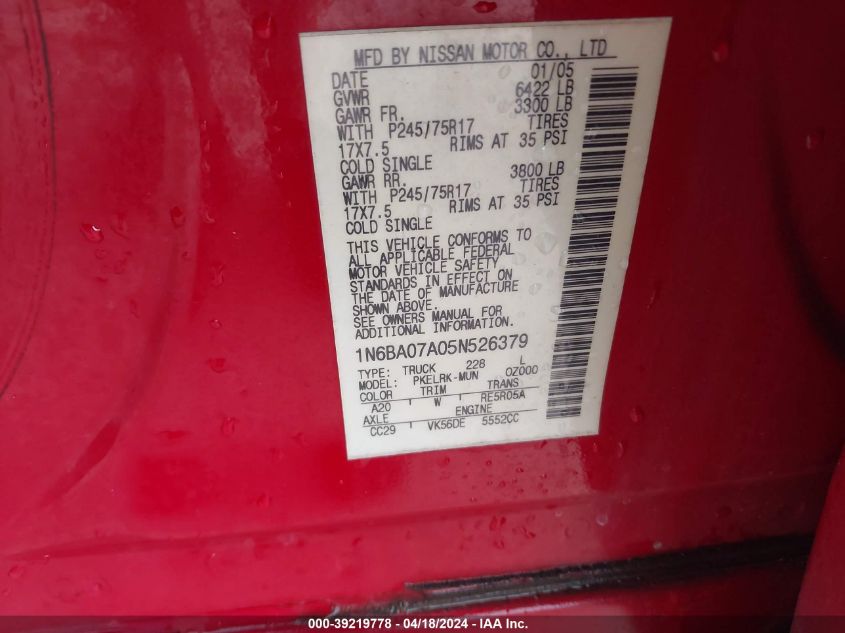 MFD BY NISSAN MOTOR CO., LTD
DATE 01/05
GVWR 6422 LB
GAWR FR. 3300 LB
WITH P245/75R17 TIRES
17X7.5 RIMS AT 35 PSI
COLD SINGLE
GAWR RR. 3800 LB
WITH P245/75R17 TIRES
17X7.5 RIMS AT 35 PSI
COLD SINGLE
THIS VEHICLE CONFORMS TO
ALL APPLICABLE FEDERAL
MOTOR VEHICLE SAFETY
STANDARDS IN EFFECT ON
THE DATE OF MANUFACTURE
SHOWN ABOVE.
SEE OWNERS MANUAL FOR
ADDITIONAL INFORMATION.
1N6BA07A05N526379
TYPE: TRUCK 228 L
MODEL: PKELRK-MUN 0Z000
COLOR TRIM TRANS
A20 W RE5R05A
AXLE ENGINE
CC29 VK56DE 5552CC
000-39219778 - 04/18/2024 - IAA Inc.